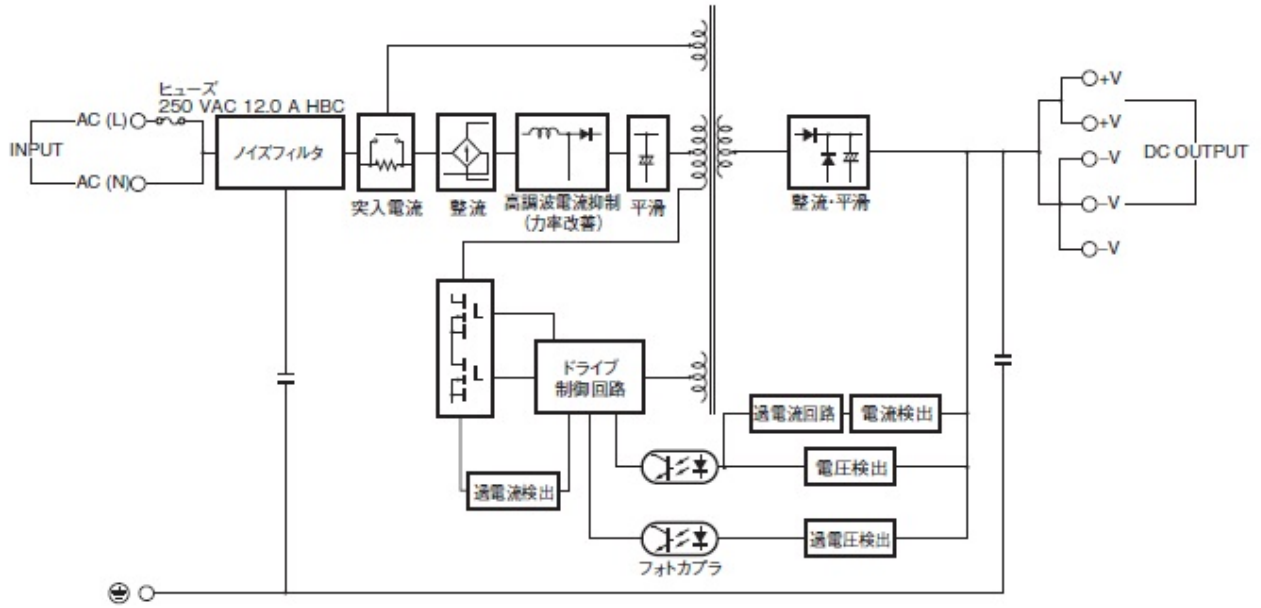 ヒューズ
250 VAC 12.0 A HBC
AC (L)
INPUT
AC (N)
ノイズフィルタ
突入電流
整流
高調波電流抑制
(力率改善)
平滑
整流・平滑
+V
+V
−V
−V
−V
DC OUTPUT
ドライブ
制御回路
過電流検出
過電流回路
電流検出
電圧検出
過電圧検出
フォトカプラ